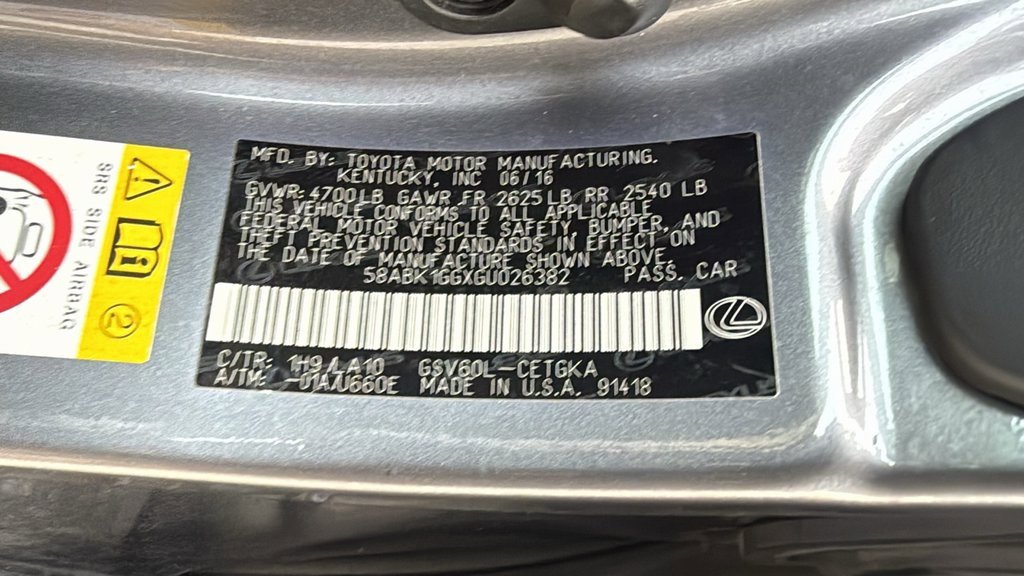 MFD. BY: TOYOTA MOTOR MANUFACTURING.
KENTUCKY, INC 06/16
GVWR: 4700LB GAWR FR 2625LB RR 2540 LB
THIS VEHICLE CONFORMS TO ALL APPLICABLE
FEDERAL MOTOR VEHICLE SAFETY, BUMPER, AND
THEFT PREVENTION STANDARDS IN EFFECT ON
THE DATE OF MANUFACTURE SHOWN ABOVE.
58ABK1GGXGU026382 PASS. CAR
C/TR: 1H9/LA10 GSV60L-CETGKA
A/TM: -01A/U660E MADE IN U.S.A. 91418
SRS SIDE AIRBAG
2